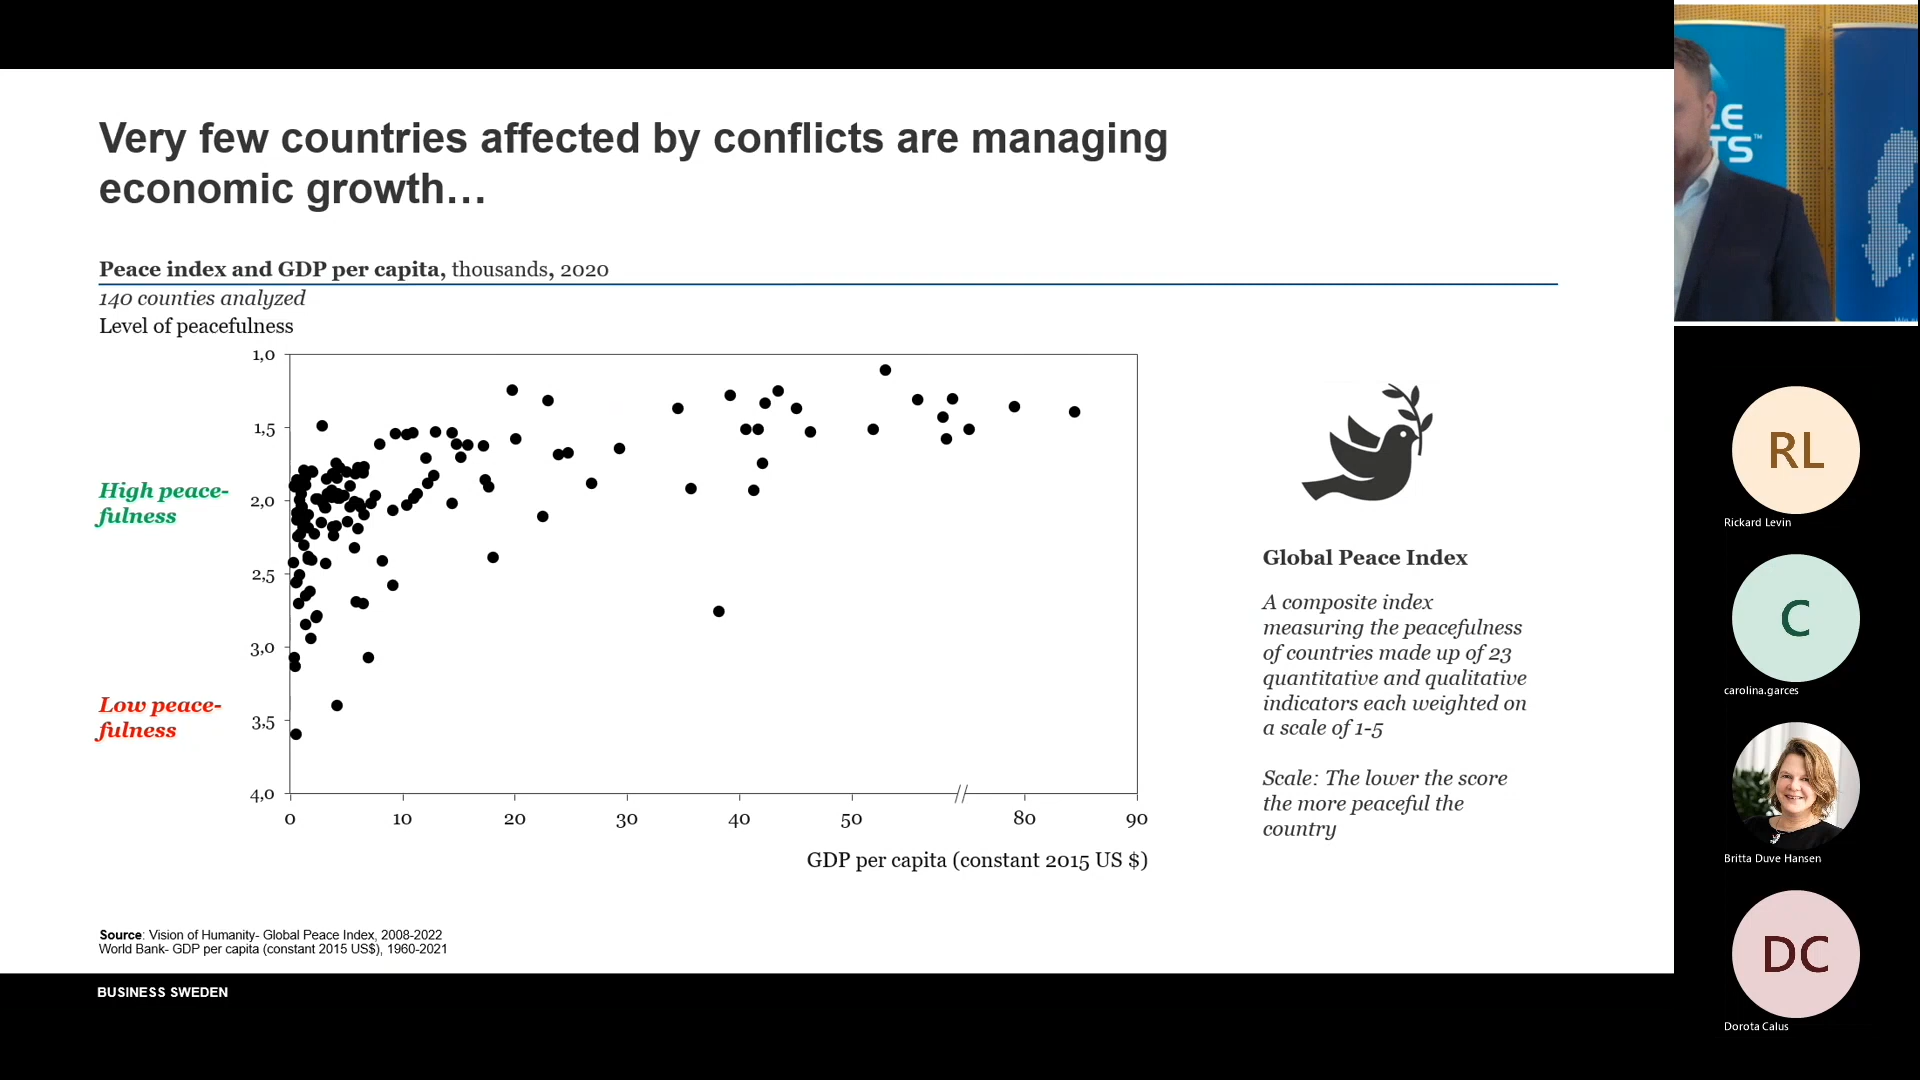 Very few countries affected by conflicts are managing
economic growth…
Peace index and GDP per capita, thousands, 2020
140 counties analyzed
Level of peacefulness
1,0
1,5
2,0
2,5
3,0
3,5
4,0
High peace-
fulness
Low peace-
fulness
0 10 20 30 40 50 80 90
GDP per capita (constant 2015 US $)
Global Peace Index
A composite index
measuring the peacefulness
of countries made up of 23
quantitative and qualitative
indicators each weighted on
a scale of 1-5
Scale: The lower the score
the more peaceful the
country
Source: Vision of Humanity- Global Peace Index, 2008-2022
World Bank- GDP per capita (constant 2015 US$), 1960-2021
BUSINESS SWEDEN
LE
TS™
RL
Rickard Levin
C
carolina.garces
Britta Duve Hansen
DC
Dorota Calus